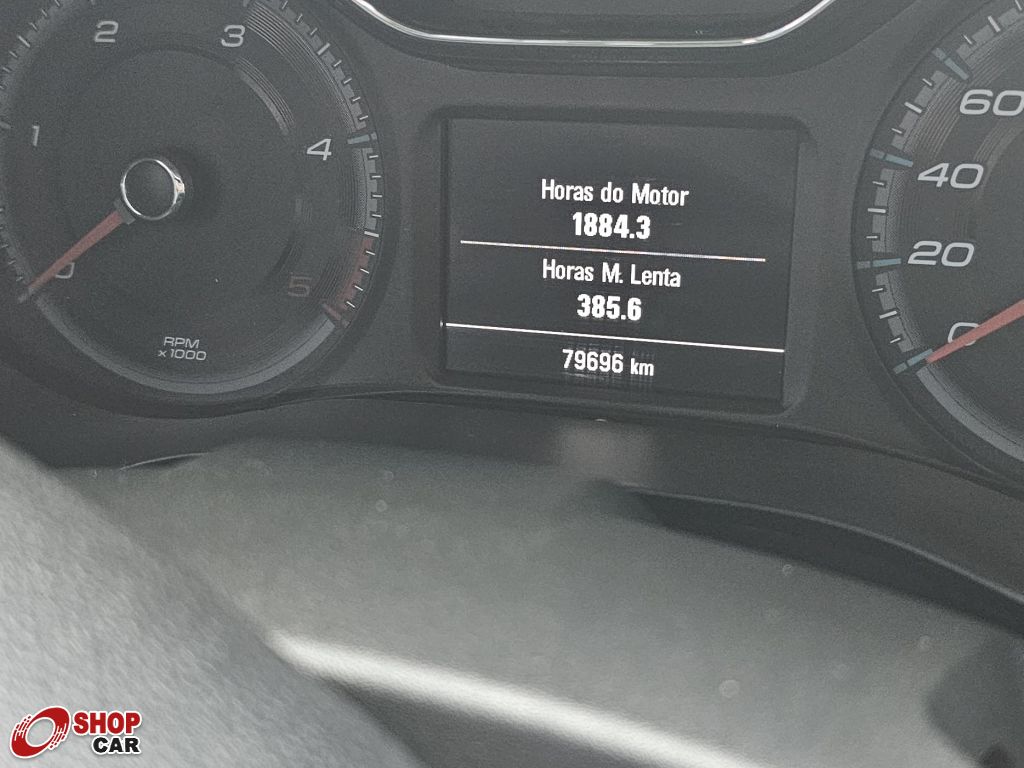 2 3
1 4
0 5
RPM
x1000
Horas do Motor
1884.3
Horas M. Lenta
385.6
79696 km
60
40
20
0
SHOP
CAR